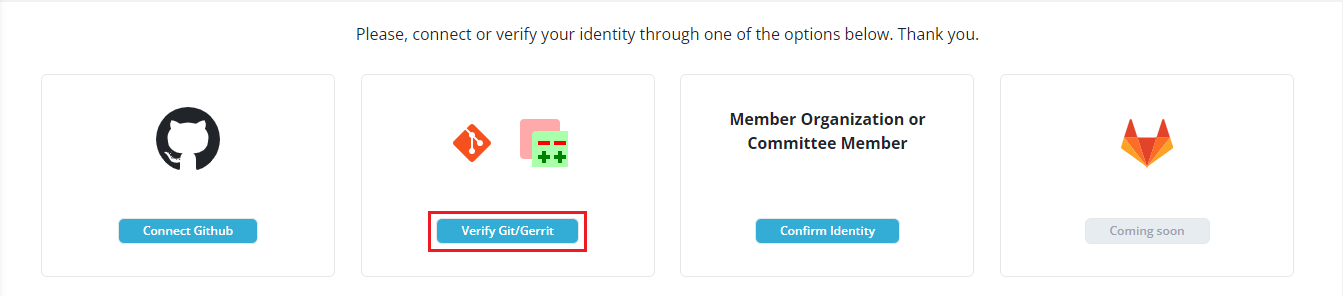 Please, connect or verify your identity through one of the options below. Thank you.
Member Organization or
Committee Member
Connect Github
Verify Git/Gerrit
Confirm Identity
Coming soon